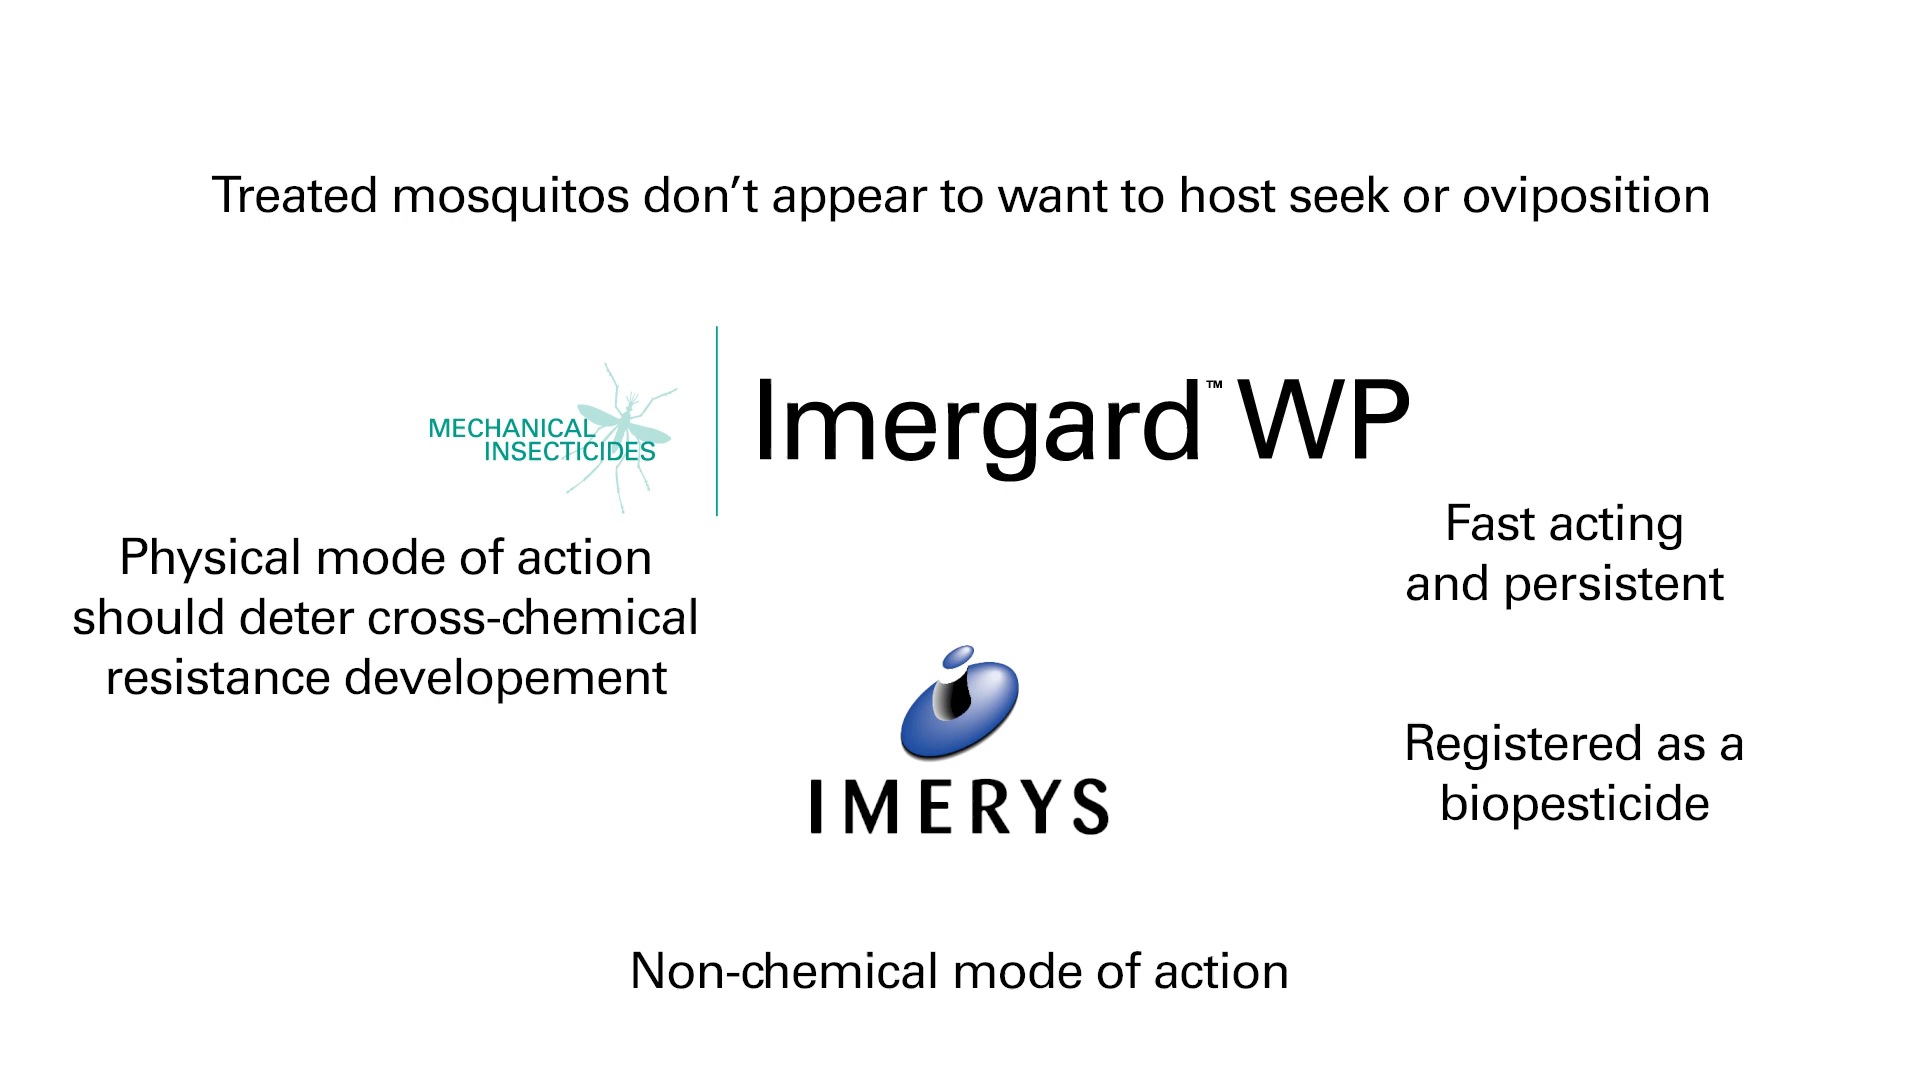 Treated mosquitos don’t appear to want to host seek or oviposition
MECHANICAL
INSECTICIDES
Imergard™ WP
Physical mode of action
should deter cross-chemical
resistance developement
Fast acting
and persistent
IMERYS
Registered as a
biopesticide
Non-chemical mode of action